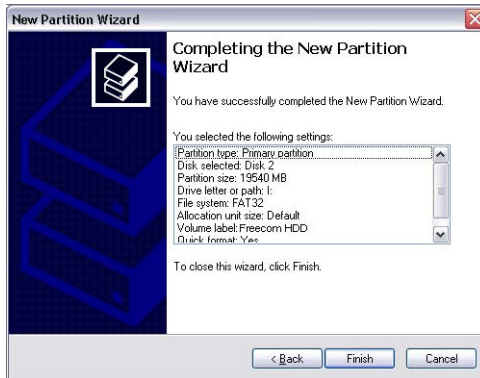 New Partition Wizard
Completing the New Partition
Wizard
You have successfully completed the New Partition Wizard.
You selected the following settings:
Partition type: Primary partition
Disk selected: Disk 2
Partition size: 19540 MB
Drive letter or path: I:
File system: FAT32
Allocation unit size: Default
Volume label: Freecom HDD
Quick format: Yes
To close this wizard, click Finish.
< Back Finish Cancel